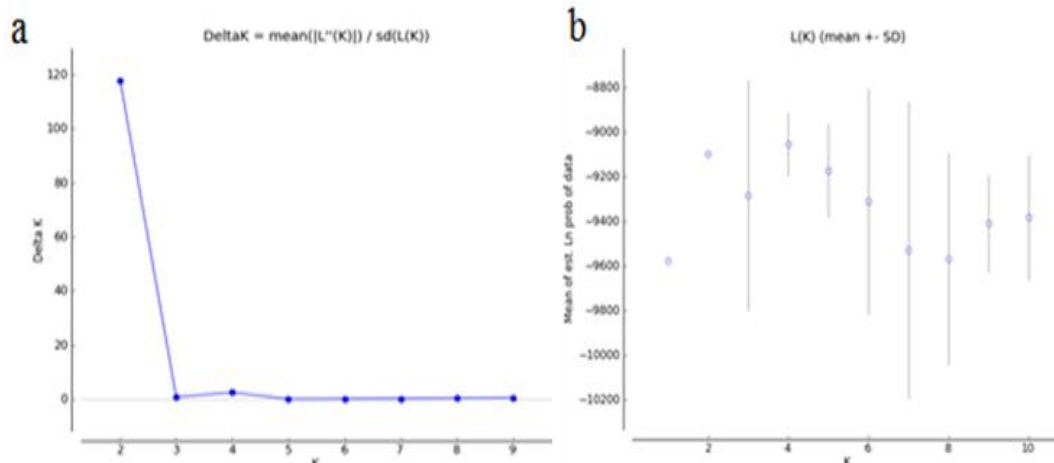 a
DeltaK = mean(|L''(K)|) / sd(L(K))
120
100
80
60
40
20
0
Delta K
2 3 4 5 6 7 8 9
K
b
L(K) (mean +- SD)
−8800
−9000
−9200
−9400
−9600
−9800
−10000
−10200
Mean of est. Ln prob of data
2 4 6 8 10
K